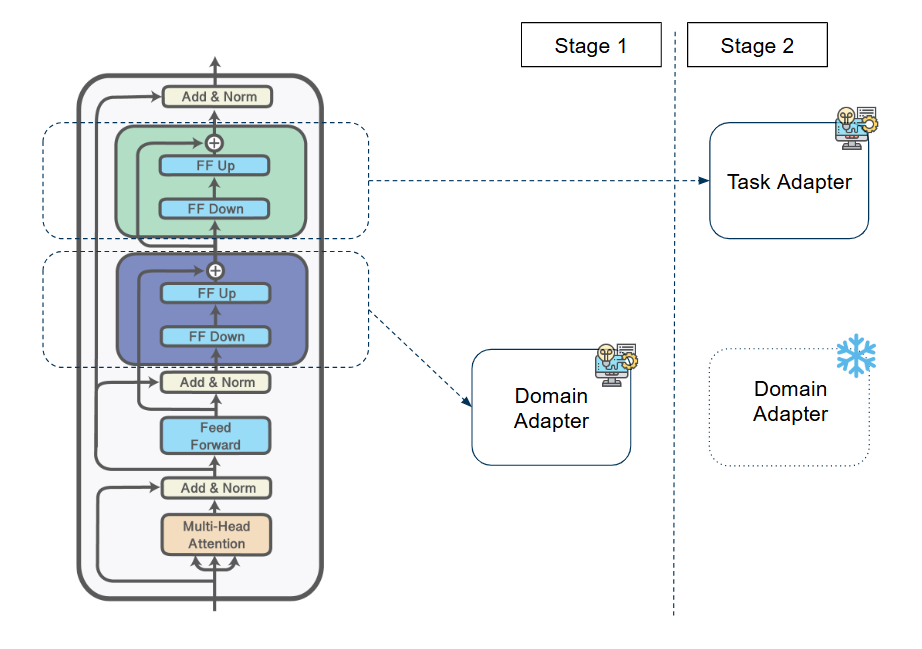 Stage 1
Stage 2
Add & Norm
FF Up
FF Down
Task Adapter
FF Up
FF Down
Add & Norm
Domain
Adapter
Domain
Adapter
Feed
Forward
Add & Norm
Multi-Head
Attention